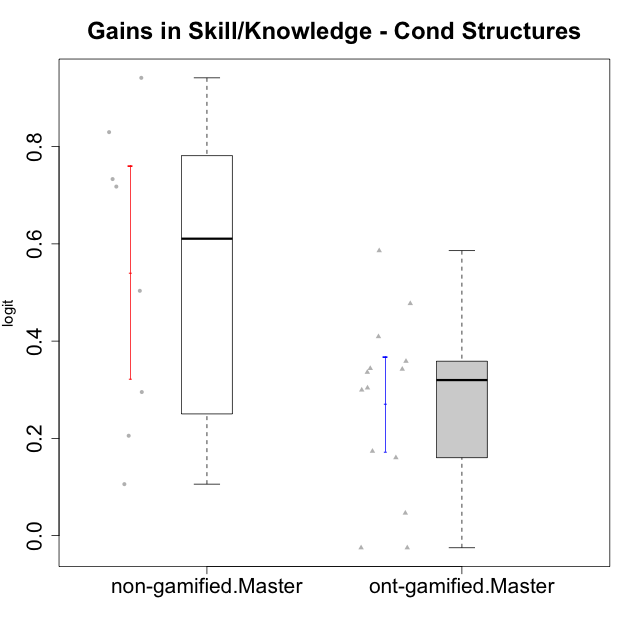 Gains in Skill/Knowledge - Cond Structures
logit
0.8
0.6
0.4
0.2
0.0
non-gamified.Master
ont-gamified.Master